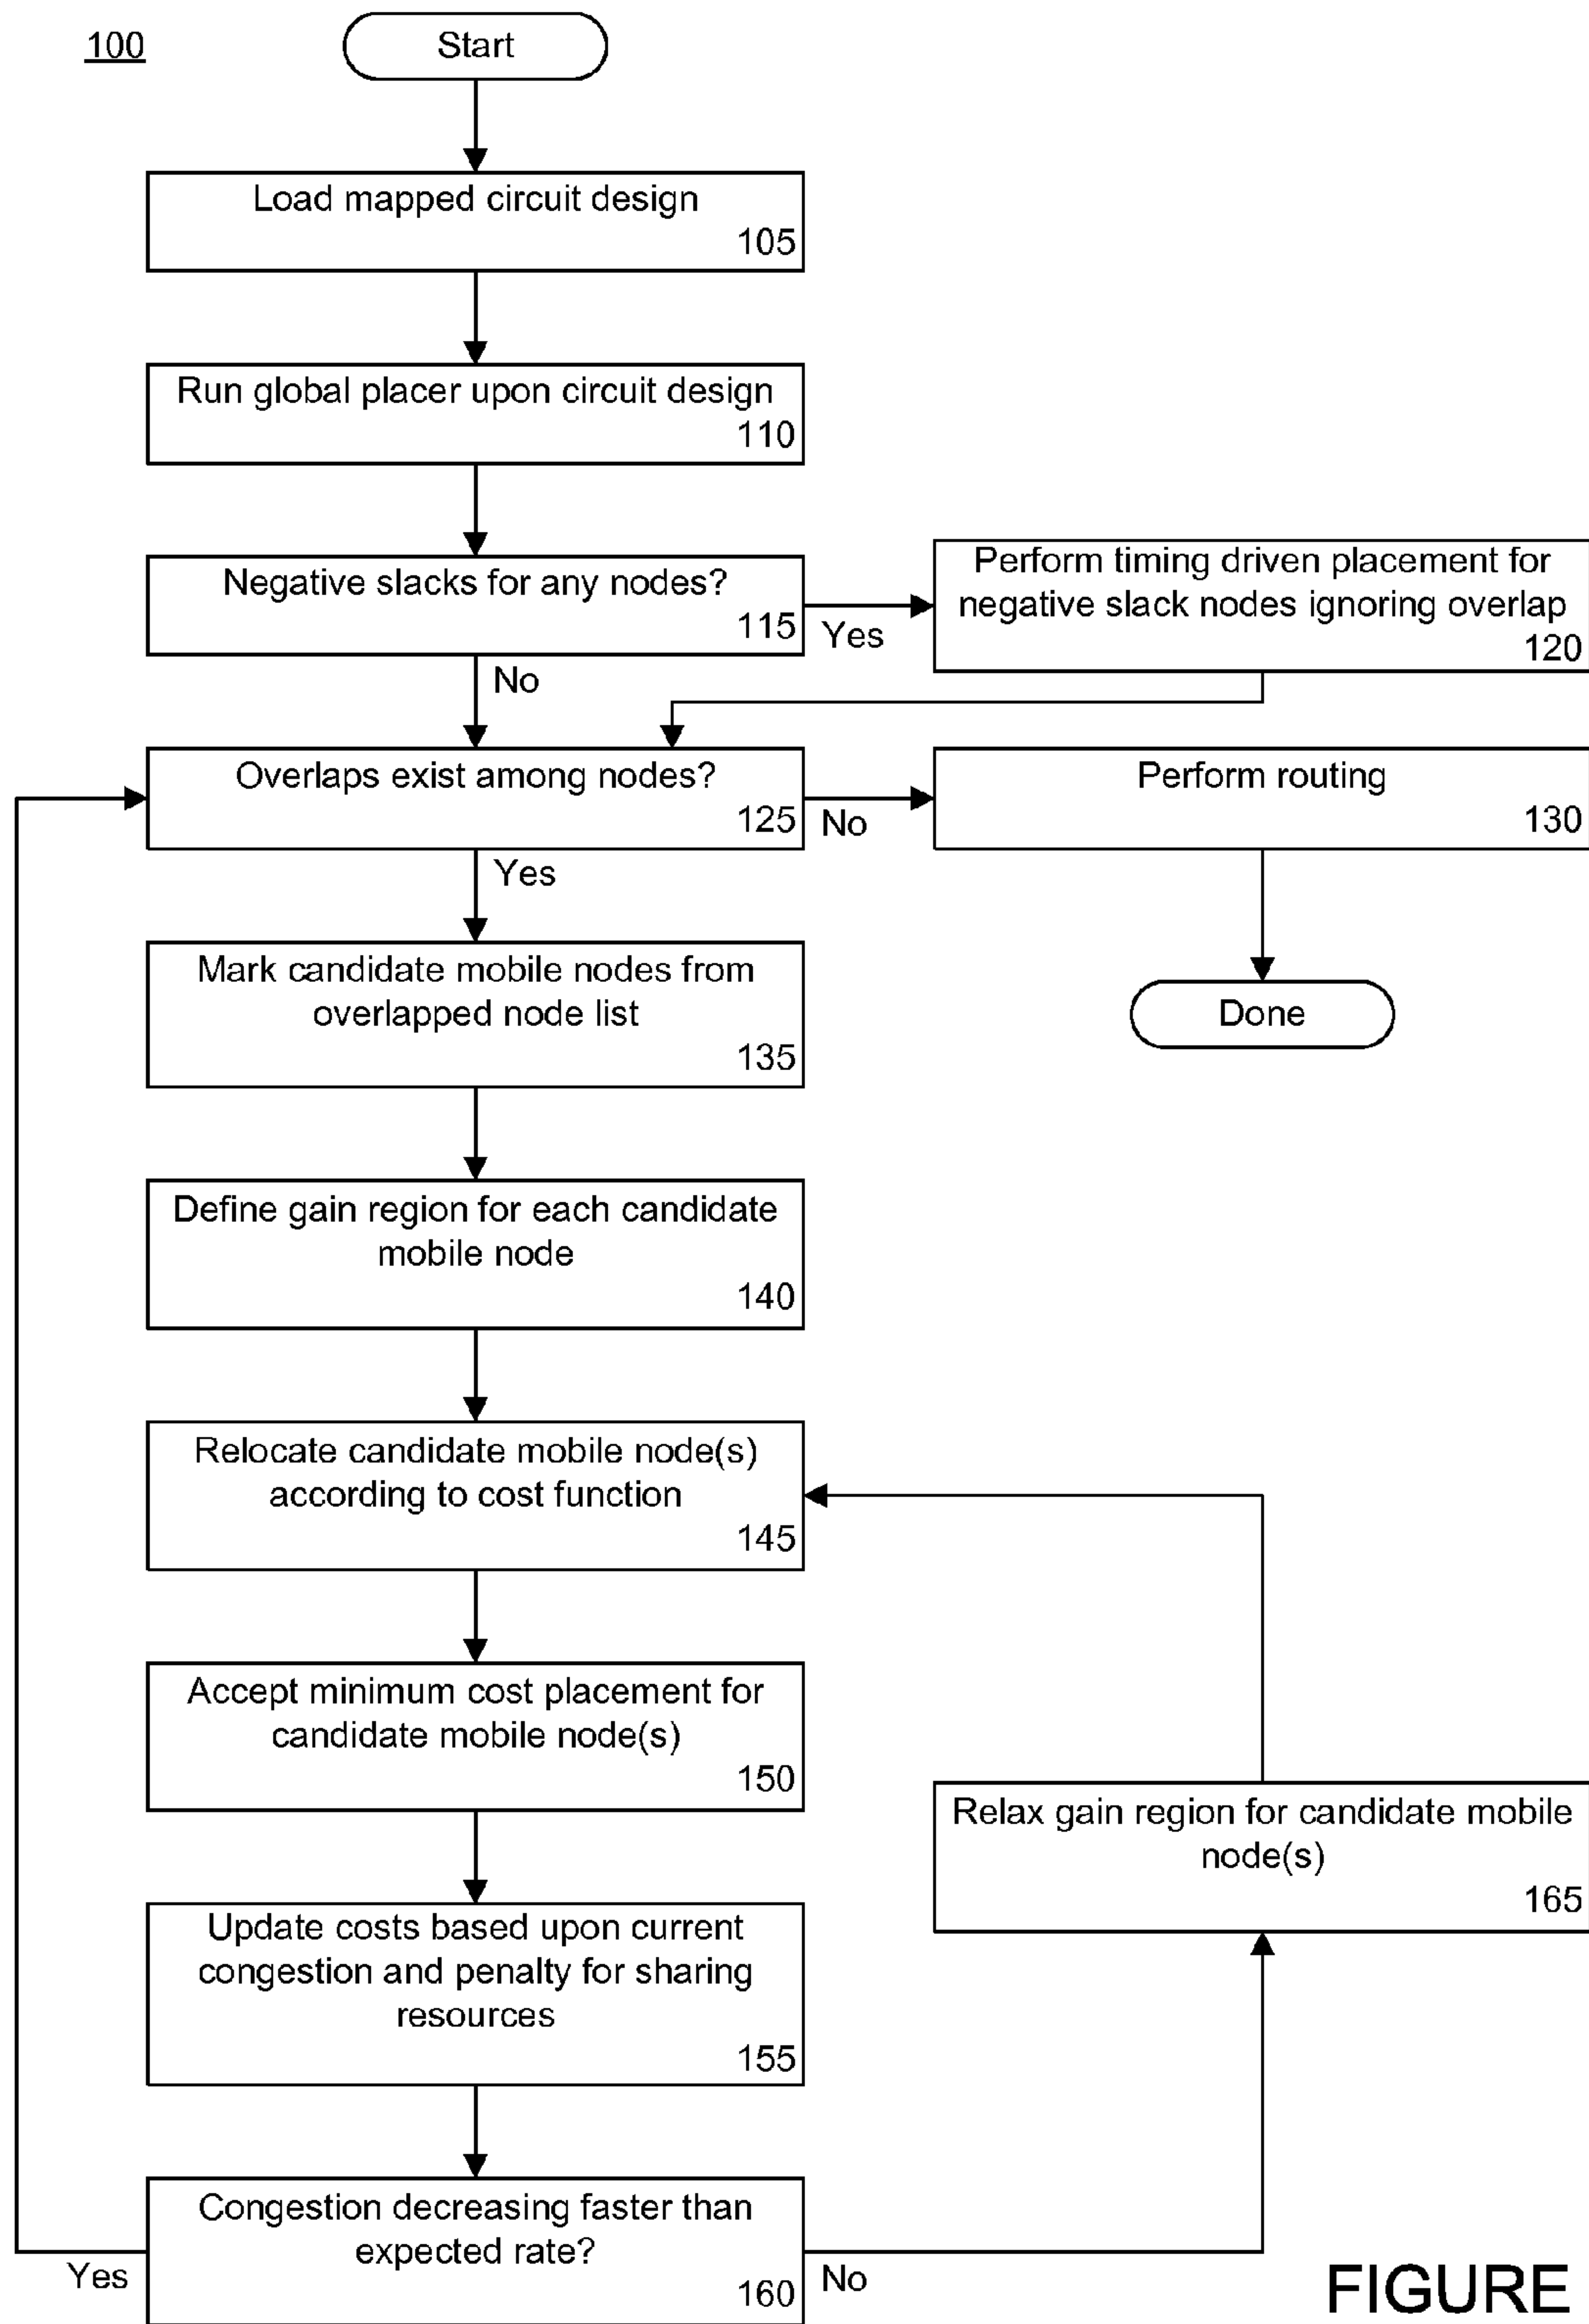 100
Start
Load mapped circuit design
105
Run global placer upon circuit design
110
Negative slacks for any nodes?
115
Yes
No
Perform timing driven placement for
negative slack nodes ignoring overlap
120
Overlaps exist among nodes?
125
No
Yes
Perform routing
130
Done
Mark candidate mobile nodes from
overlapped node list
135
Define gain region for each candidate
mobile node
140
Relocate candidate mobile node(s)
according to cost function
145
Accept minimum cost placement for
candidate mobile node(s)
150
Relax gain region for candidate mobile
node(s)
165
Update costs based upon current
congestion and penalty for sharing
resources
155
Congestion decreasing faster than
expected rate?
160
Yes
No
FIGURE